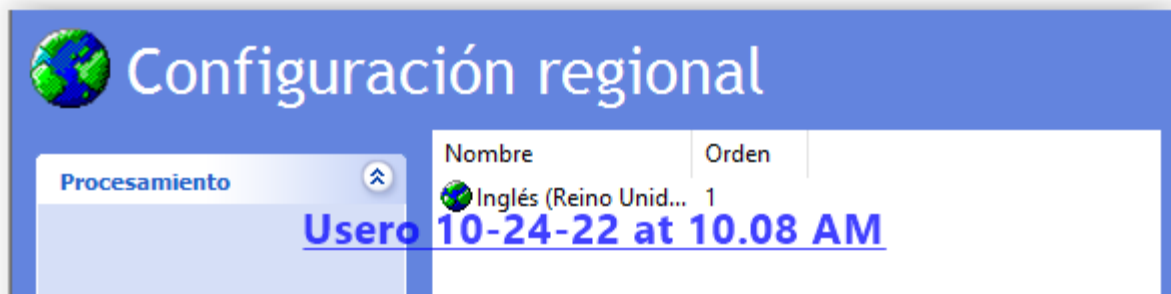 Configuración regional
Procesamiento
Nombre Orden
Inglés (Reino Unid... 1
Usero 10-24-22 at 10.08 AM